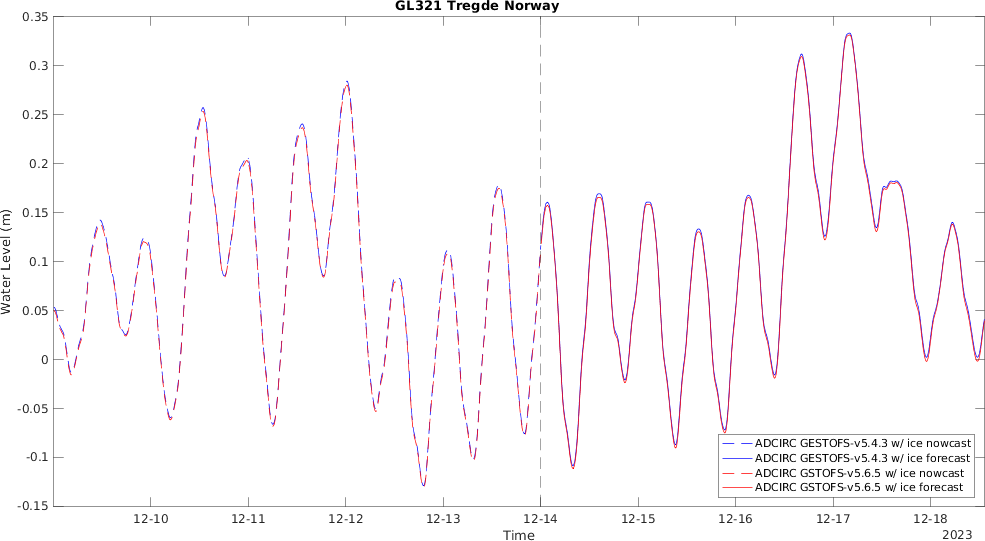 GL321 Tregde Norway
0.35
0.3
0.25
0.2
0.15
0.1
0.05
0
-0.05
-0.1
-0.15
Water Level (m)
12-10 12-11 12-12 12-13 12-14 12-15 12-16 12-17 12-18
Time
2023
ADCIRC GESTOFS-v5.4.3 w/ ice nowcast
ADCIRC GESTOFS-v5.4.3 w/ ice forecast
ADCIRC GSTOFS-v5.6.5 w/ ice nowcast
ADCIRC GSTOFS-v5.6.5 w/ ice forecast